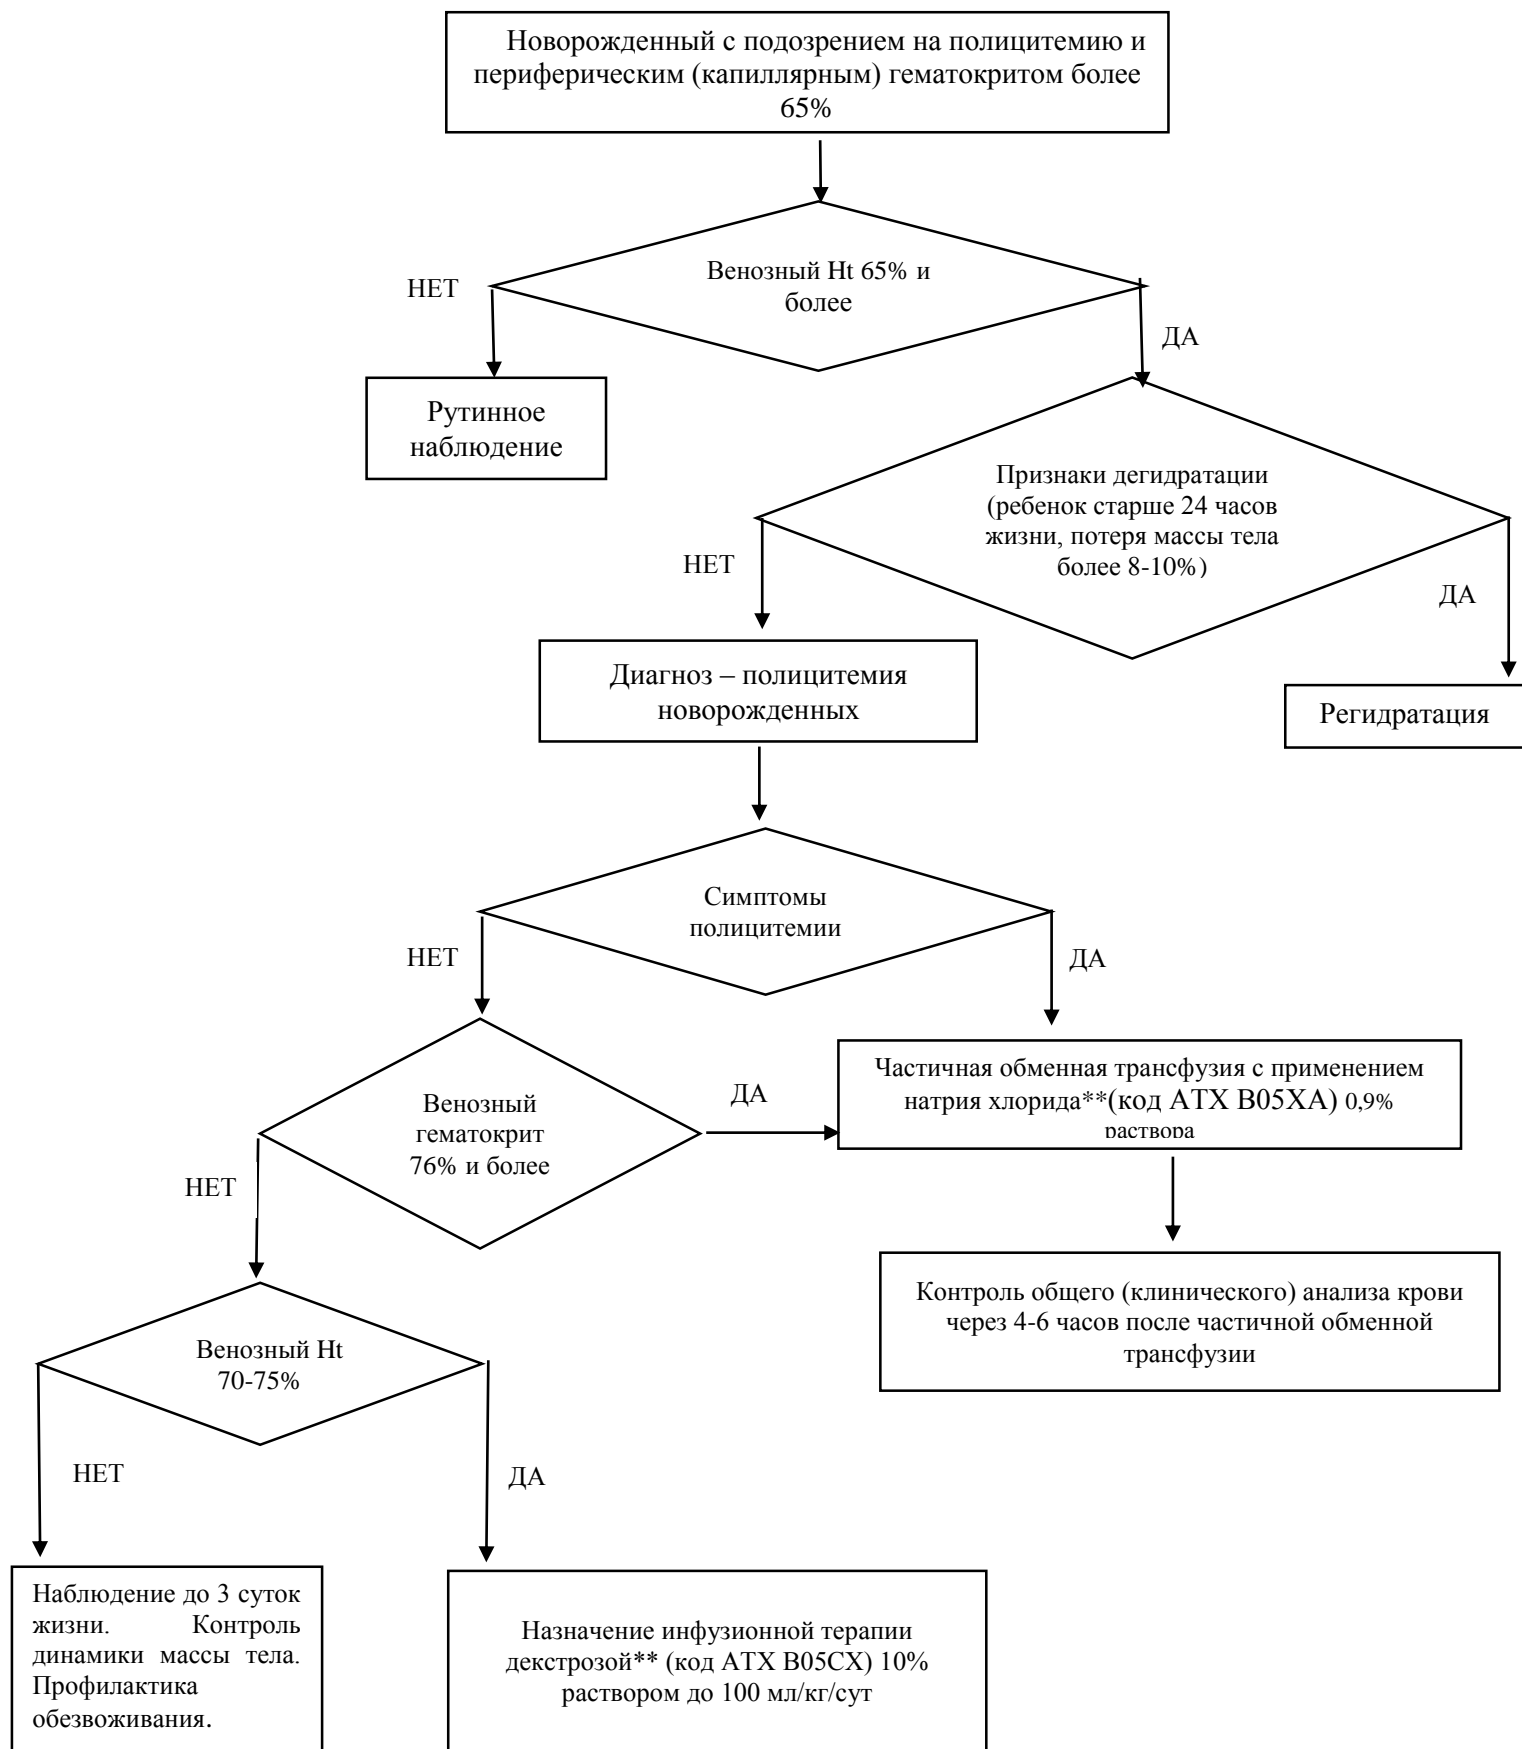 Новорожденный с подозрением на полицитемию и
периферическим (капиллярным) гематокритом более
65%
Венозный Ht 65% и
более
НЕТ
ДА
Рутинное
наблюдение
Признаки дегидратации
(ребенок старше 24 часов
жизни, потеря массы тела
более 8-10%)
НЕТ
ДА
Диагноз – полицитемия
новорожденных
Регидратация
Симптомы
полицитемии
НЕТ
ДА
Частичная обменная трансфузия с применением
натрия хлорида**(код АТХ B05XA) 0,9%
раствора
Венозный
гематокрит
76% и более
ДА
НЕТ
Контроль общего (клинического) анализа крови
через 4-6 часов после частичной обменной
трансфузии
Венозный Ht
70-75%
НЕТ
ДА
Наблюдение до 3 суток
жизни. Контроль
динамики массы тела.
Профилактика
обезвоживания.
Назначение инфузионной терапии
декстрозой** (код АТХ B05CX) 10%
раствором до 100 мл/кг/сут